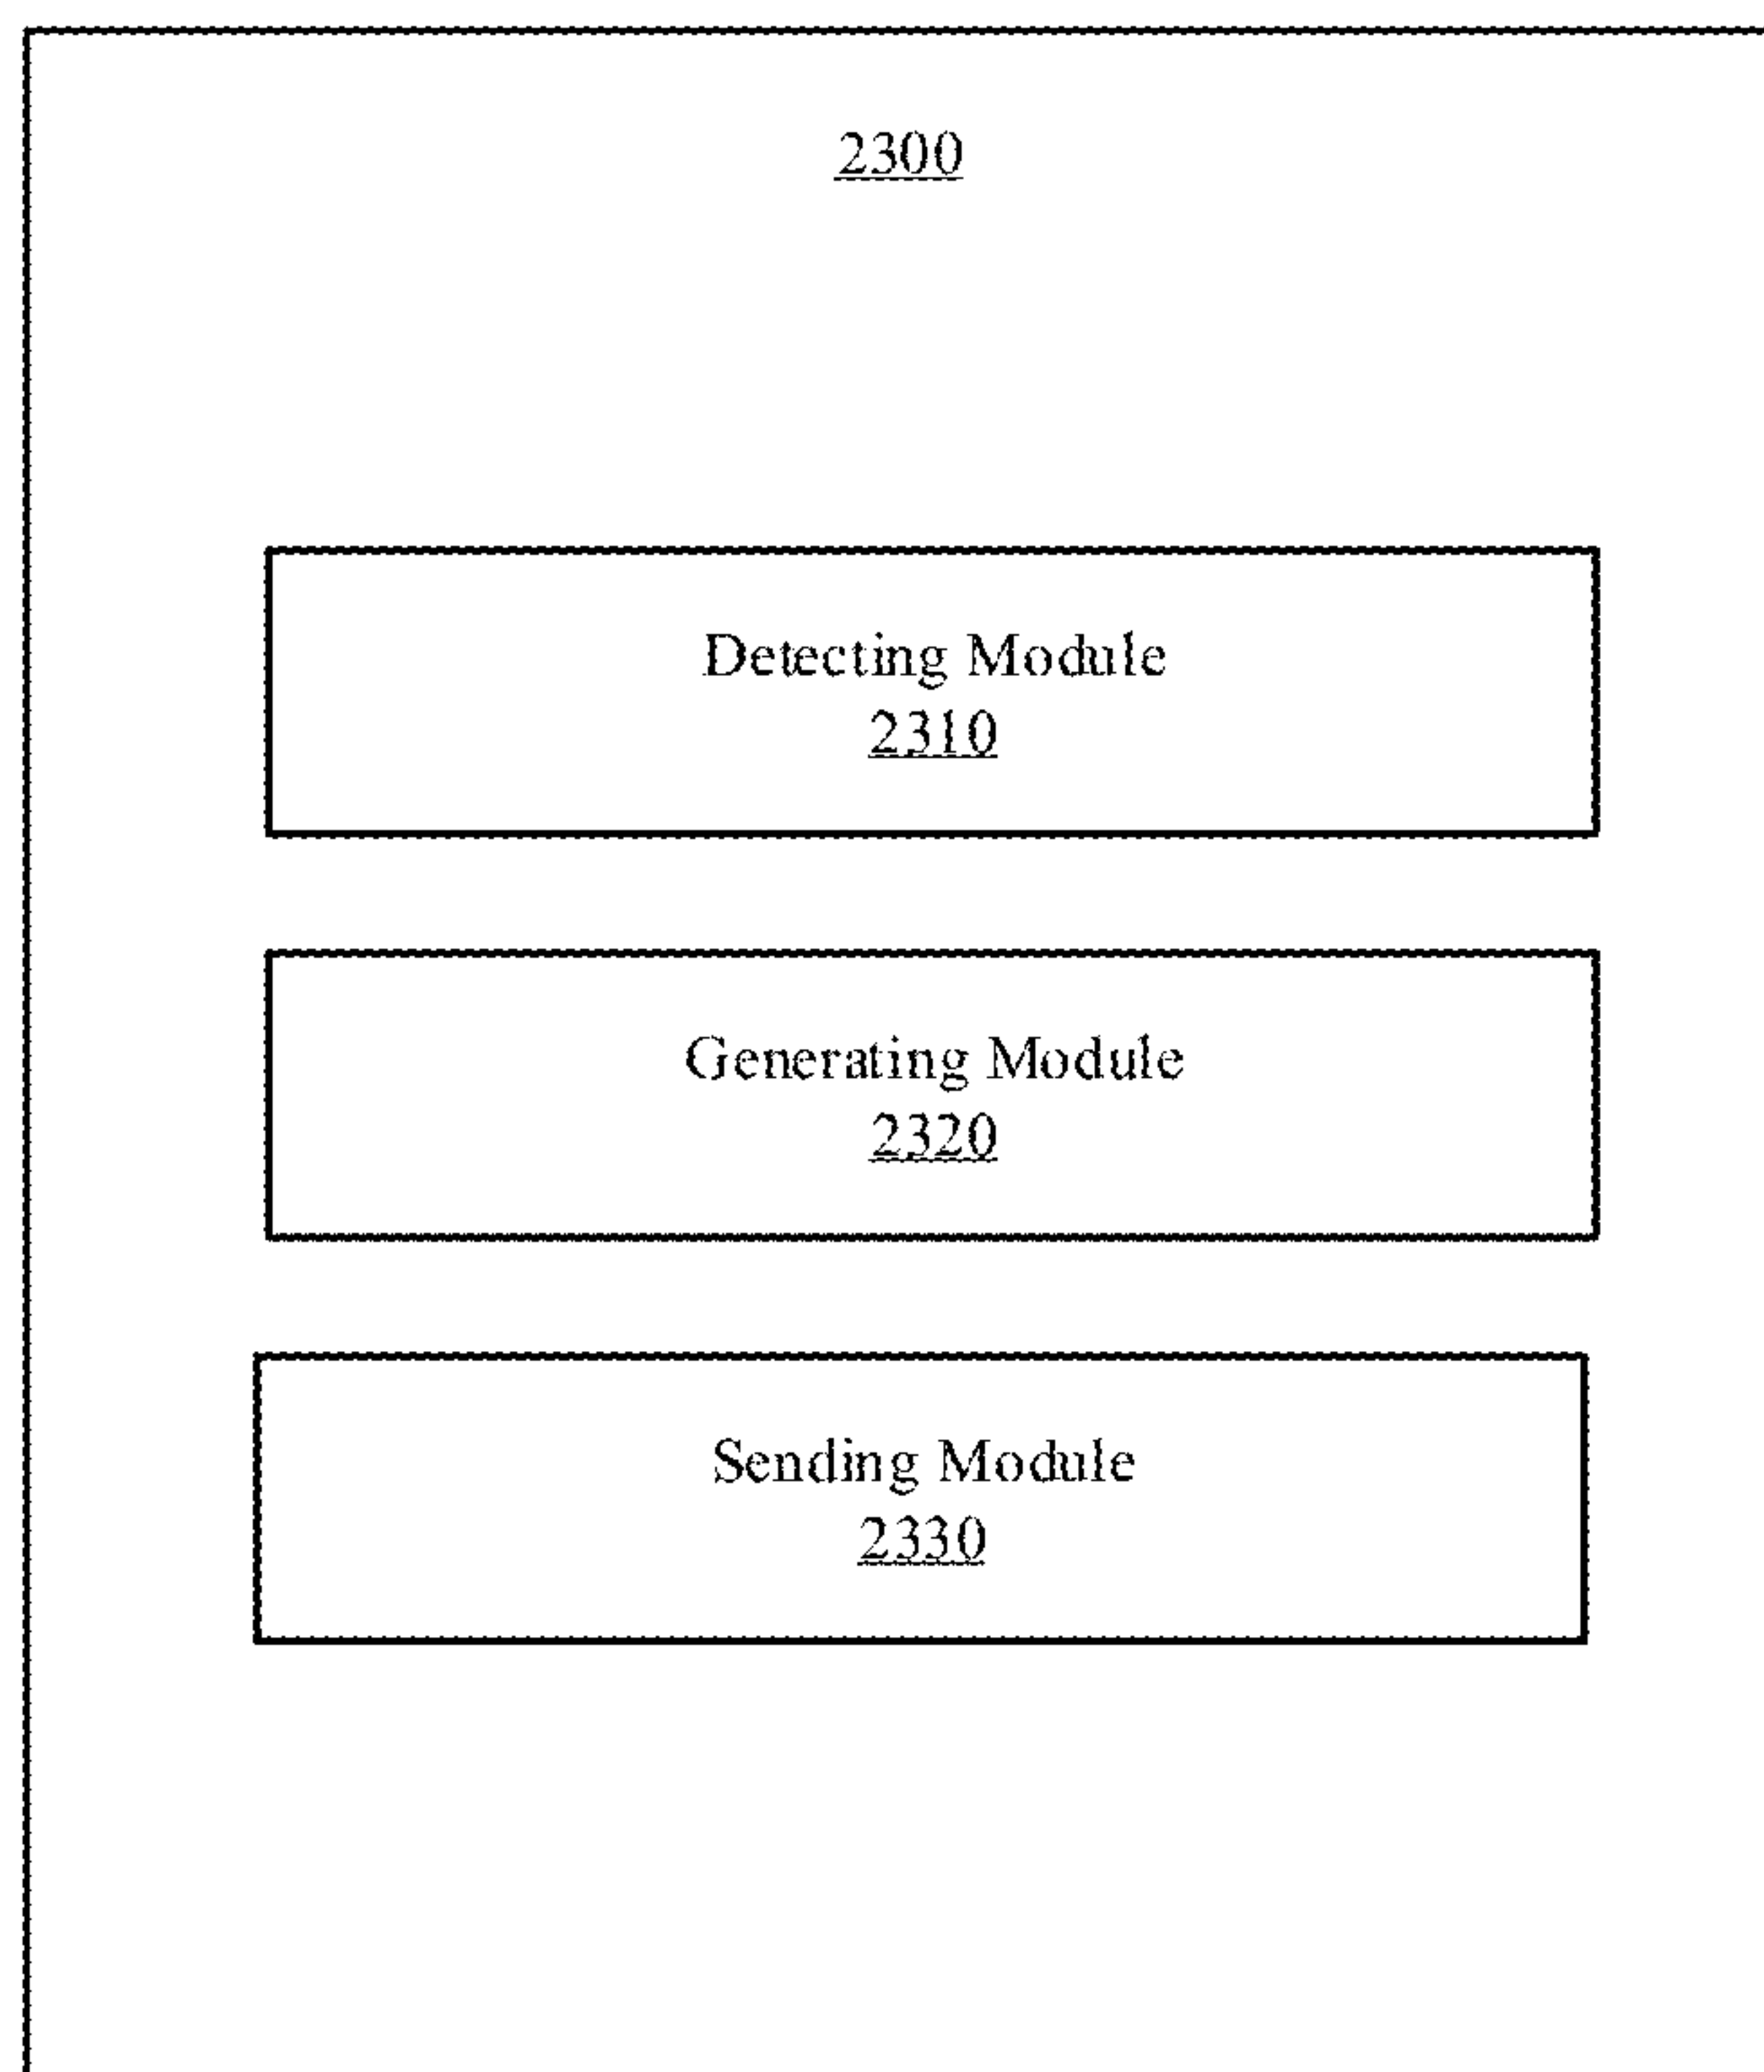 2300
Detecting Module
2310
Generating Module
2320
Sending Module
2330